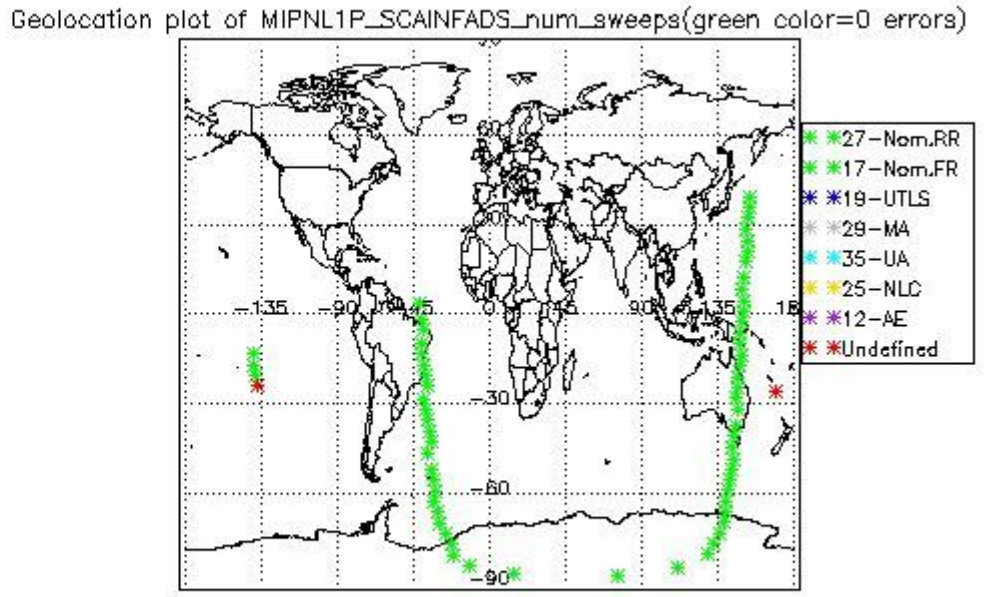 Geolocation plot of MIPNL1P_SCAINFADS_num_sweeps(green color=0 errors)
60
27-Nom.RR
17-Nom.FR
19-UTLS
29-MA
35-UA
25-NLC
12-AE
Undefined
-135 -90 -45 0 45 90 135
-30
-60
-90